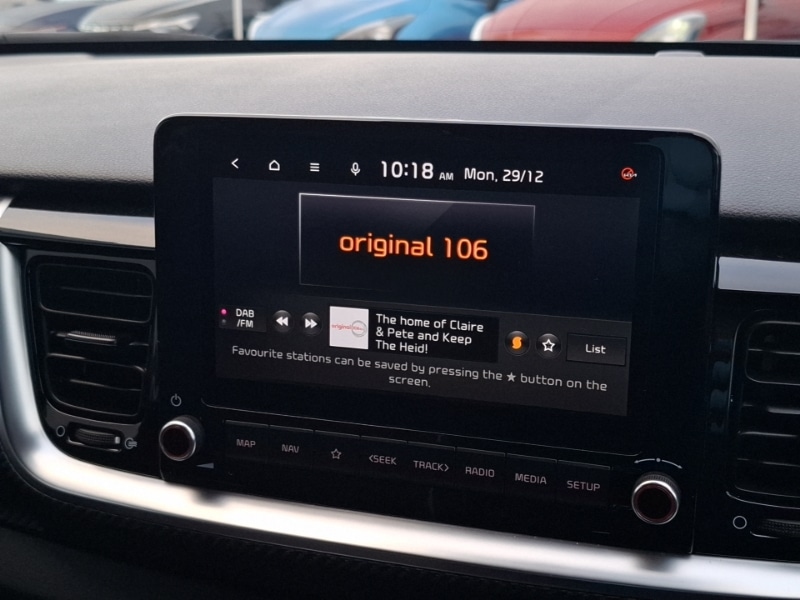 10:18 AM Mon, 29/12
original 106
DAB
/FM
The home of Claire
& Pete and Keep
The Heid!
List
Favourite stations can be saved by pressing the ★ button on the
screen.
MAP NAV <SEEK TRACK> RADIO MEDIA SETUP